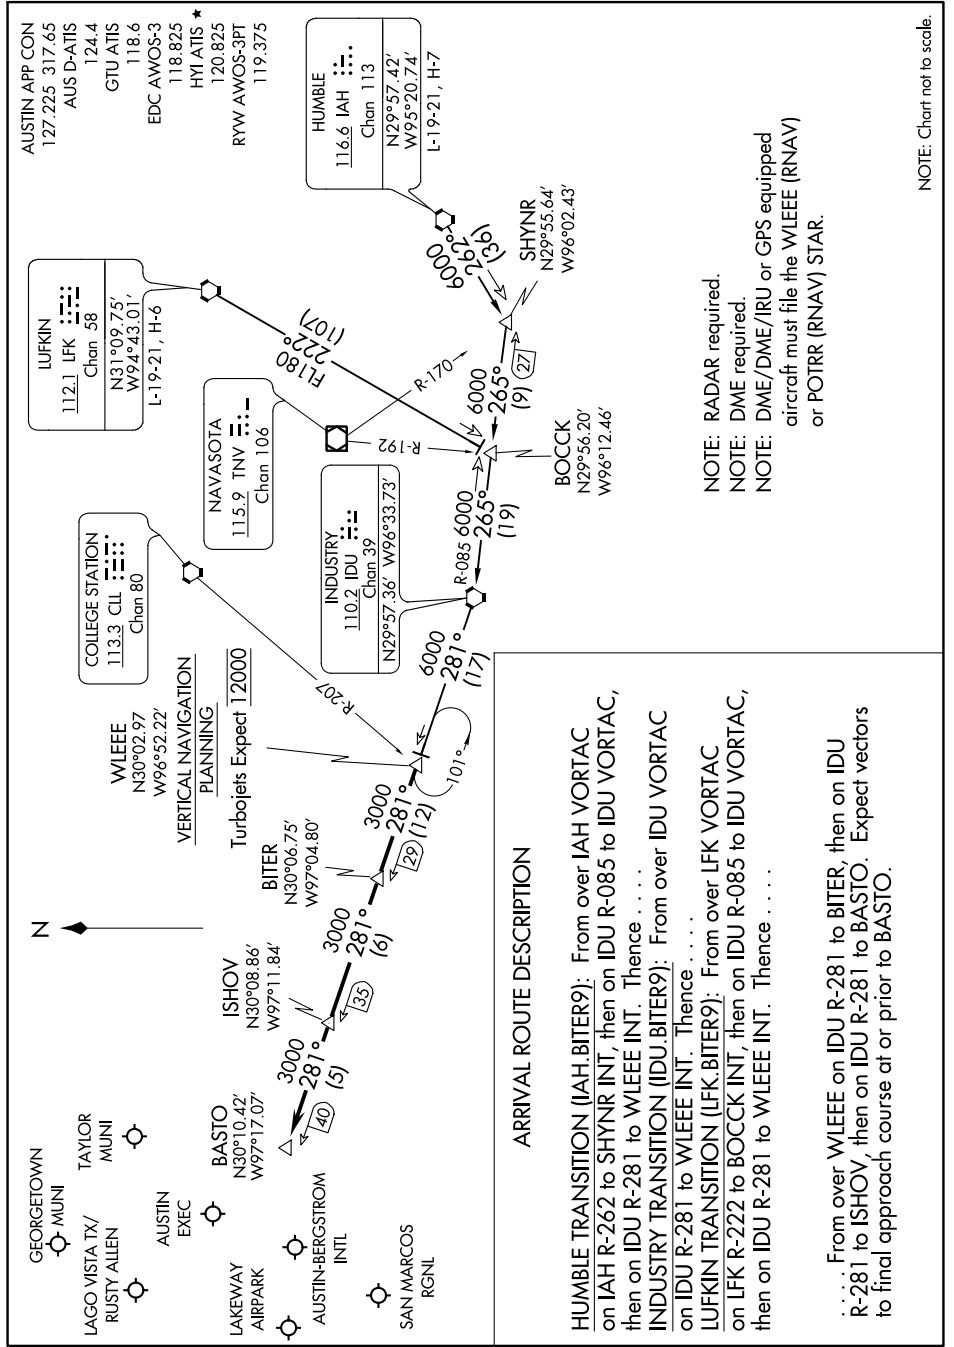 AUSTIN APP CON
127.225 317.65
AUS D-ATIS
124.4
GTU ATIS
118.6
EDC AWOS-3
118.825
HYI ATIS ★
120.825
RYW AWOS-3PT
119.375
HUMBLE
116.6 IAH
Chan 113
N29°57.42'
W95°20.74'
L-19-21, H-7
LUFKIN
112.1 LFK
Chan 58
N31°09.75'
W94°43.01'
L-19-21, H-6
NAVASOTA
115.9 TNV
Chan 106
COLLEGE STATION
113.3 CLL
Chan 80
INDUSTRY
110.2 IDU
Chan 39
N29°57.36' W96°33.73'
WLEEE
N30°02.97
W96°52.22'
VERTICAL NAVIGATION
PLANNING
Turbojets Expect 12000
BITER
N30°06.75'
W97°04.80'
ISHOV
N30°08.86'
W97°11.84'
BASTO
N30°10.42'
W97°17.07'
SHYNR
N29°55.64'
W96°02.43'
BOCCK
N29°56.20'
W96°12.46'
6000
262°
(36)
FL180
222°
(107)
R-170
R-192
R-207
27
6000
265°
(9)
R-085 6000
265°
(19)
6000
281°
(17)
101°
3000
281°
(12)
29
3000
281°
(6)
35
3000
281°
(5)
40
N
GEORGETOWN
MUNI
TAYLOR
MUNI
LAGO VISTA TX/
RUSTY ALLEN
AUSTIN
EXEC
LAKEWAY
AIRPARK
AUSTIN-BERGSTROM
INTL
SAN MARCOS
RGNL
NOTE: RADAR required.
NOTE: DME required.
NOTE: DME/DME/IRU or GPS equipped
aircraft must file the WLEEE (RNAV)
or POTRR (RNAV) STAR.
NOTE: Chart not to scale.
ARRIVAL ROUTE DESCRIPTION
HUMBLE TRANSITION (IAH.BITER9): From over IAH VORTAC
on IAH R-262 to SHYNR INT, then on IDU R-085 to IDU VORTAC,
then on IDU R-281 to WLEEE INT. Thence . . . .
INDUSTRY TRANSITION (IDU.BITER9): From over IDU VORTAC
on IDU R-281 to WLEEE INT. Thence . . . .
LUFKIN TRANSITION (LFK.BITER9): From over LFK VORTAC
on LFK R-222 to BOCCK INT, then on IDU R-085 to IDU VORTAC,
then on IDU R-281 to WLEEE INT. Thence . . . .
. . . . From over WLEEE on IDU R-281 to BITER, then on IDU
R-281 to ISHOV, then on IDU R-281 to BASTO. Expect vectors
to final approach course at or prior to BASTO.